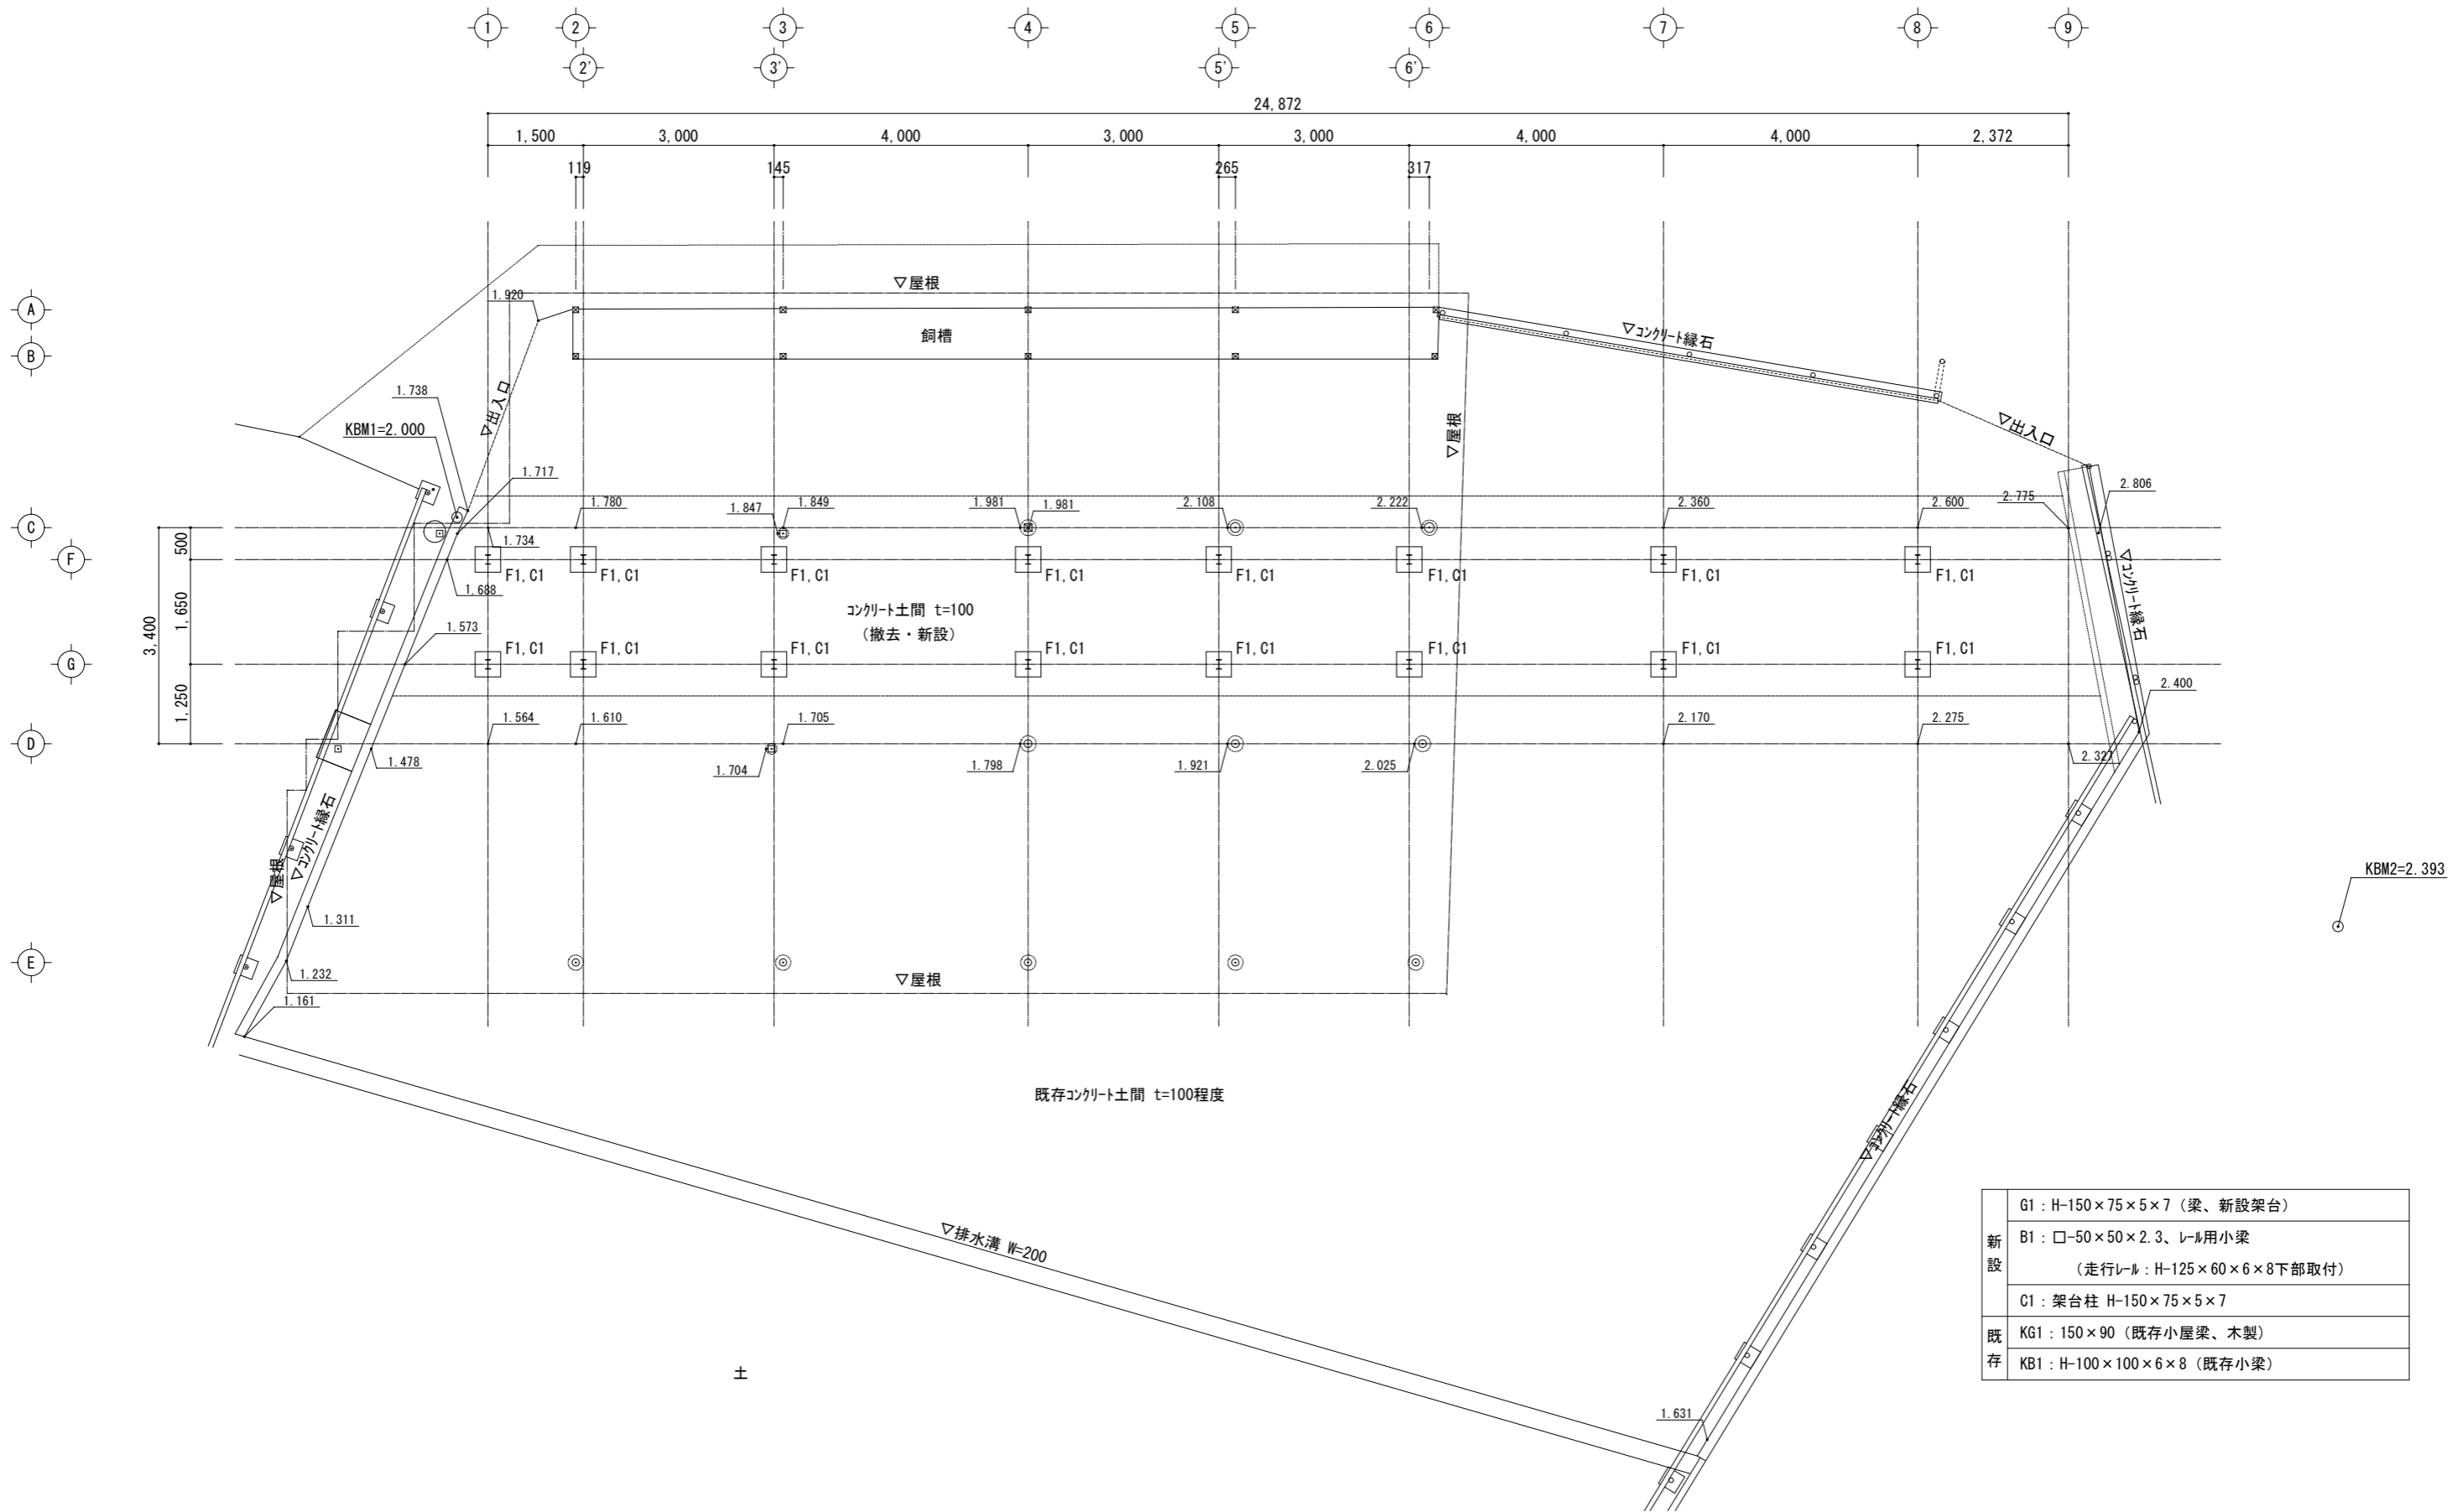 1 2 3 4 5 6 7 8 9
2' 3' 5' 6'
24,872
1,500 3,000 4,000 3,000 3,000 4,000 4,000 2,372
119 145 265 317
▽屋根
1.920
A
飼槽
▽コンクリート縁石
B
1.738
▽出入口
▽屋根
▽出入口
KBM1=2.000
1.717
2.806
1.780 1.847 1.849 1.981 1.981 2.108 2.222 2.360 2.600 2.775
C
1.734
500
F
F1,C1 F1,C1 F1,C1 F1,C1 F1,C1 F1,C1 F1,C1 F1,C1
▽コンクリート縁石
1.688
コンクリート土間 t=100
1,650
3,400
（撤去・新設）
1.573
F1,C1 F1,C1 F1,C1 F1,C1 F1,C1 F1,C1 F1,C1 F1,C1
G
2.400
1,250
1.564 1.610 1.705 2.170 2.275
D
1.478 1.704 1.798 1.921 2.025 2.327
▽コンクリート縁石
▽屋根
KBM2=2.393
1.311
E
1.232
▽屋根
1.161
既存コンクリート土間 t=100程度
▽コンクリート縁石
▽排水溝 W=200
土
1.631
新設
G1：H-150×75×5×7（梁、新設架台）
B1：□-50×50×2.3、レール用小梁
（走行レール：H-125×60×6×8下部取付）
C1：架台柱 H-150×75×5×7
既存
KG1：150×90（既存小屋梁、木製）
KB1：H-100×100×6×8（既存小梁）